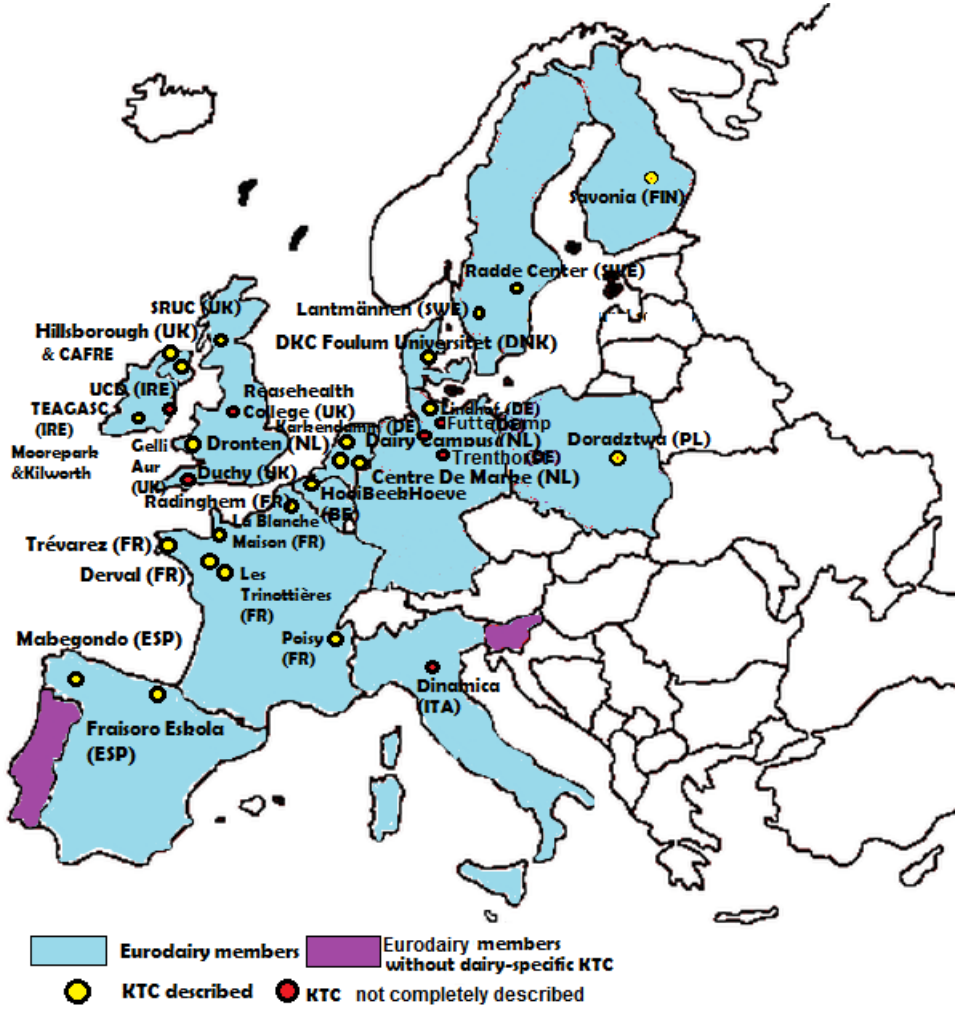 Savonia (FIN)
Radde Center (SWE)
SRUC (UK)
Lantmännen (SWE)
Hillsborough (UK)
& CAFRE
DKC Foulum Universitet (DNK)
UCD (IRE)
Reasehealth
College (UK)
TEAGASC
(IRE)
Moorepark
&Kilworth
Lindhof (DE)
Karkendamm (DE)
Futterkamp
(DE)
Gelli
Aur
(UK)
Dronten (NL)
Dairy Campus (NL)
Trenthorst (DE)
Doradztwa (PL)
Duchy (UK)
Centre De Marke (NL)
Radinghem (FR)
HooiBeekHoeve
(BE)
La Blanche
Maison (FR)
Trévarez (FR)
Derval (FR)
Les
Trinottières
(FR)
Poisy
(FR)
Mabegondo (ESP)
Dinamica
(ITA)
Fraisoro Eskola
(ESP)
Eurodairy members
Eurodairy members
without dairy-specific KTC
KTC described
KTC not completely described